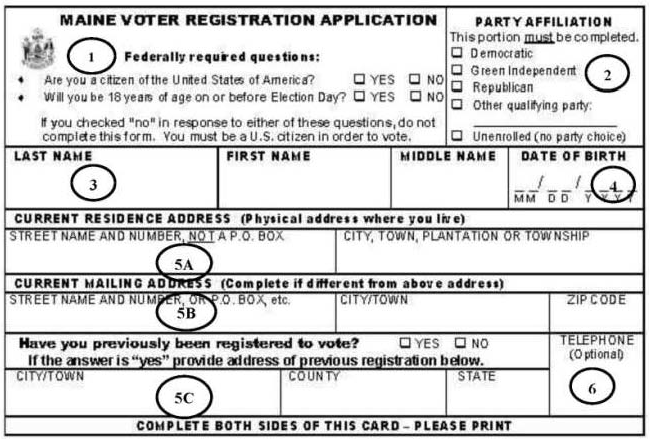 MAINE VOTER REGISTRATION APPLICATION
1
Federally required questions:
♦ Are you a citizen of the United States of America? ☐ YES ☐ NO
♦ Will you be 18 years of age on or before Election Day? ☐ YES ☐ NO
If you checked "no" in response to either of these questions, do not
complete this form. You must be a U.S. citizen in order to vote.
PARTY AFFILIATION
This portion must be completed.
☐ Democratic
☐ Green Independent
2
☐ Republican
☐ Other qualifying party:
☐ Unenrolled (no party choice)
LAST NAME FIRST NAME MIDDLE NAME DATE OF BIRTH
3
4
__/__/____
MM DD YYYY
CURRENT RESIDENCE ADDRESS (Physical address where you live)
STREET NAME AND NUMBER, NOT A P.O. BOX CITY, TOWN, PLANTATION OR TOWNSHIP
5A
CURRENT MAILING ADDRESS (Complete if different from above address)
STREET NAME AND NUMBER, OR P.O. BOX, etc. CITY/TOWN ZIP CODE
5B
Have you previously been registered to vote? ☐ YES ☐ NO
If the answer is “yes” provide address of previous registration below.
TELEPHONE
(Optional)
CITY/TOWN COUNTY STATE
5C
6
COMPLETE BOTH SIDES OF THIS CARD – PLEASE PRINT